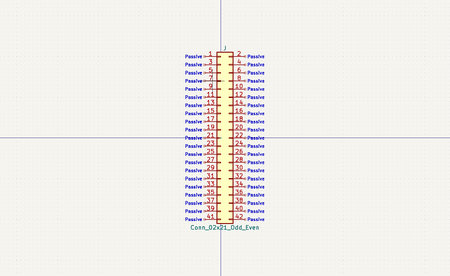 J
Passive 1 2 Passive
Passive 3 4 Passive
Passive 5 6 Passive
Passive 7 8 Passive
Passive 9 10 Passive
Passive 11 12 Passive
Passive 13 14 Passive
Passive 15 16 Passive
Passive 17 18 Passive
Passive 19 20 Passive
Passive 21 22 Passive
Passive 23 24 Passive
Passive 25 26 Passive
Passive 27 28 Passive
Passive 29 30 Passive
Passive 31 32 Passive
Passive 33 34 Passive
Passive 35 36 Passive
Passive 37 38 Passive
Passive 39 40 Passive
Passive 41 42 Passive
Conn_02x21_Odd_Even